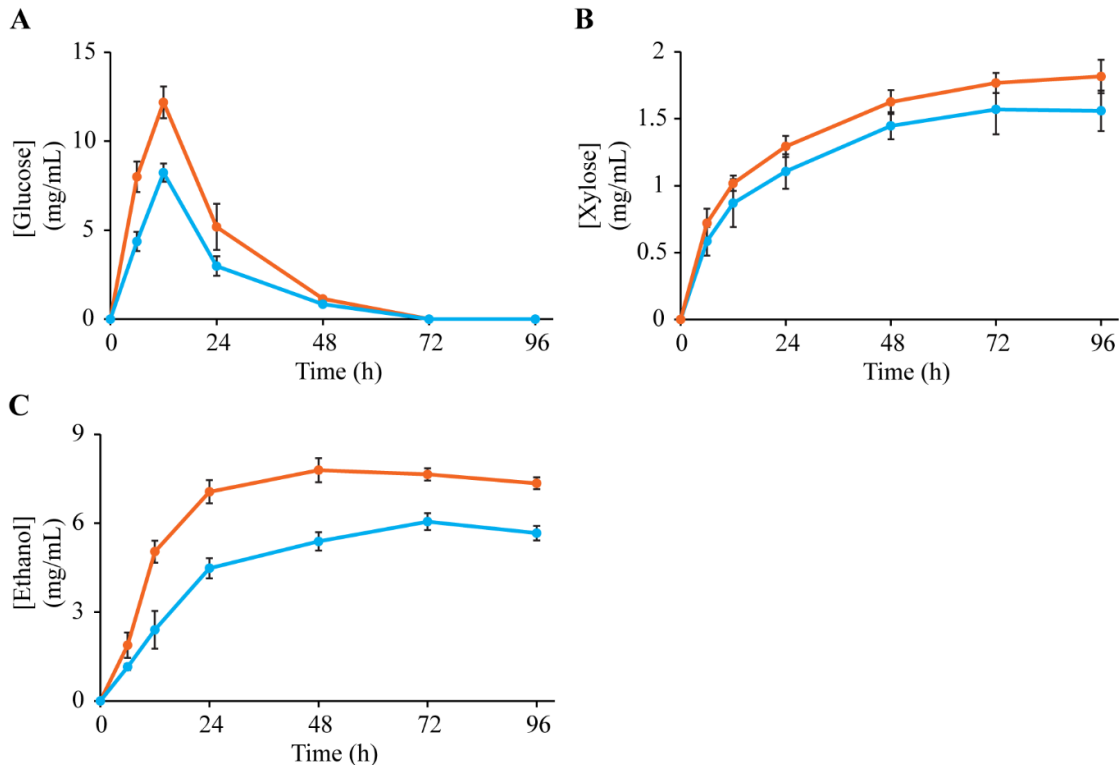 A
[Glucose]
(mg/mL)
15
10
5
0
0 24 48 72 96
Time (h)
B
[Xylose]
(mg/mL)
2
1.5
1
0.5
0
0 24 48 72 96
Time (h)
C
[Ethanol]
(mg/mL)
9
6
3
0
0 24 48 72 96
Time (h)